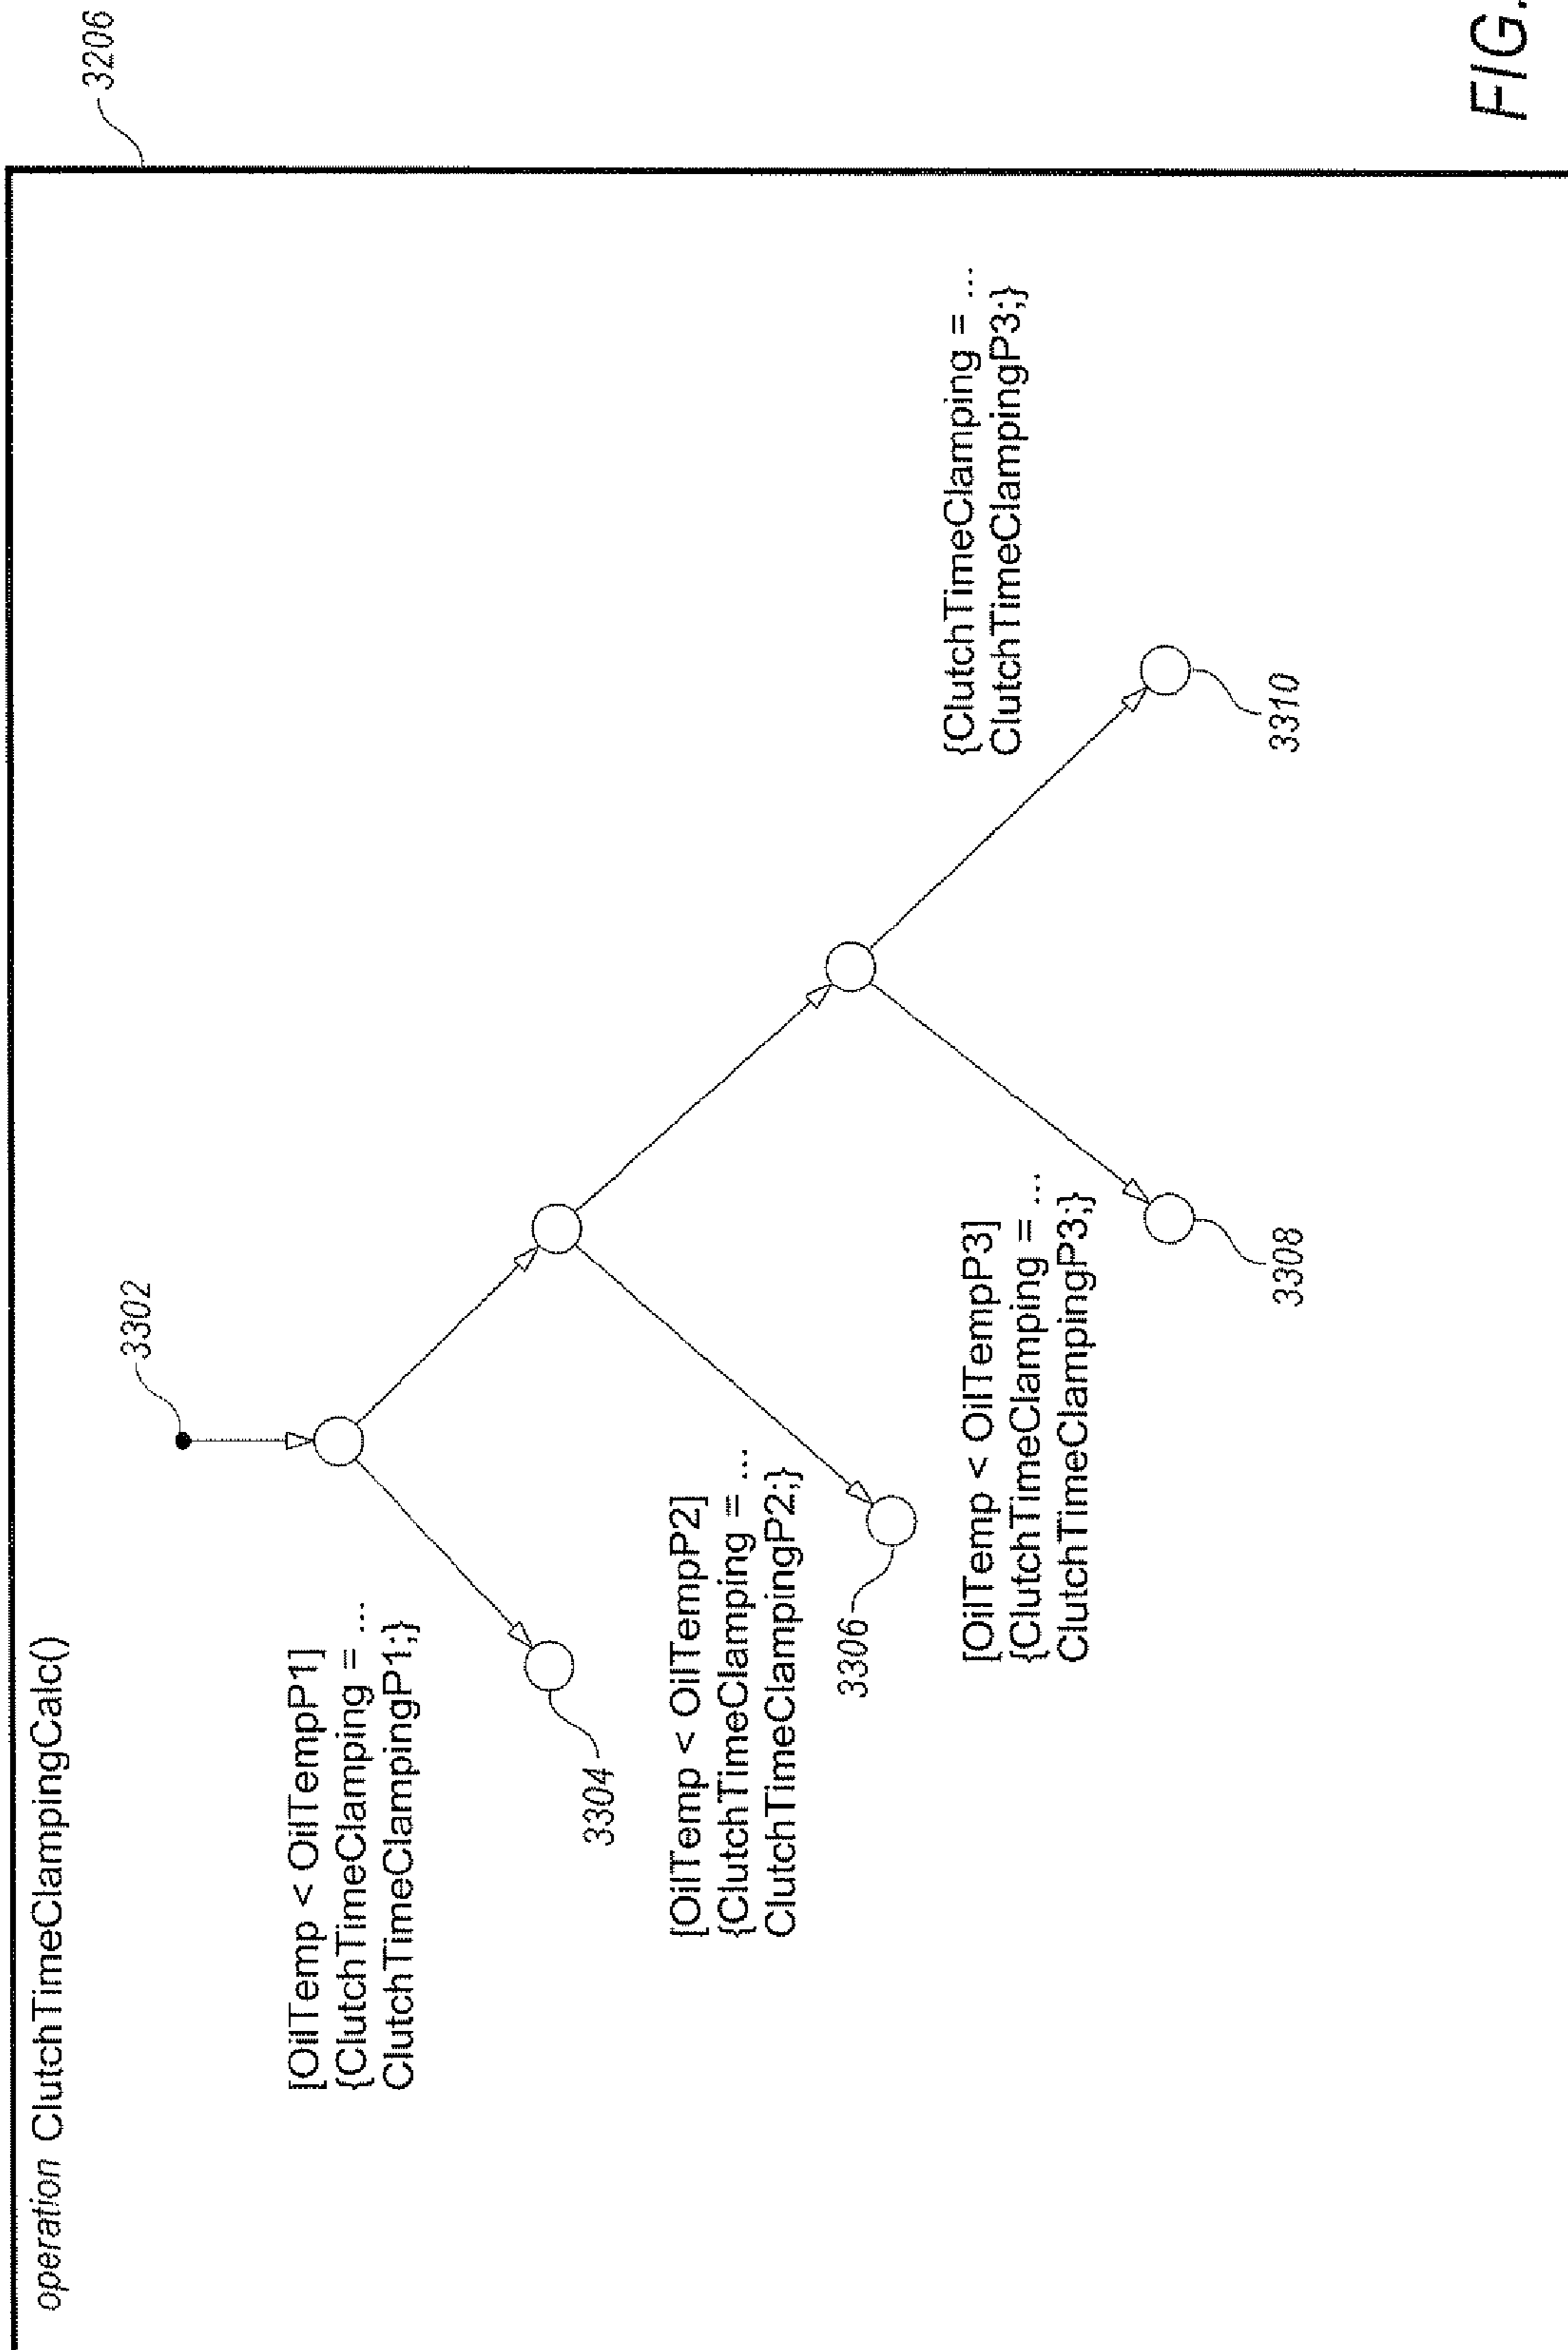 operation ClutchTimeClampingCalc()
3206
3302
[OilTemp < OilTempP1]
{ClutchTimeClamping = ...
ClutchTimeClampingP1;}
3304
[OilTemp < OilTempP2]
{ClutchTimeClamping = ...
ClutchTimeClampingP2;}
3306
[OilTemp < OilTempP3]
{ClutchTimeClamping = ...
ClutchTimeClampingP3;}
3308
{ClutchTimeClamping = ...
ClutchTimeClampingP3;}
3310
FIG.